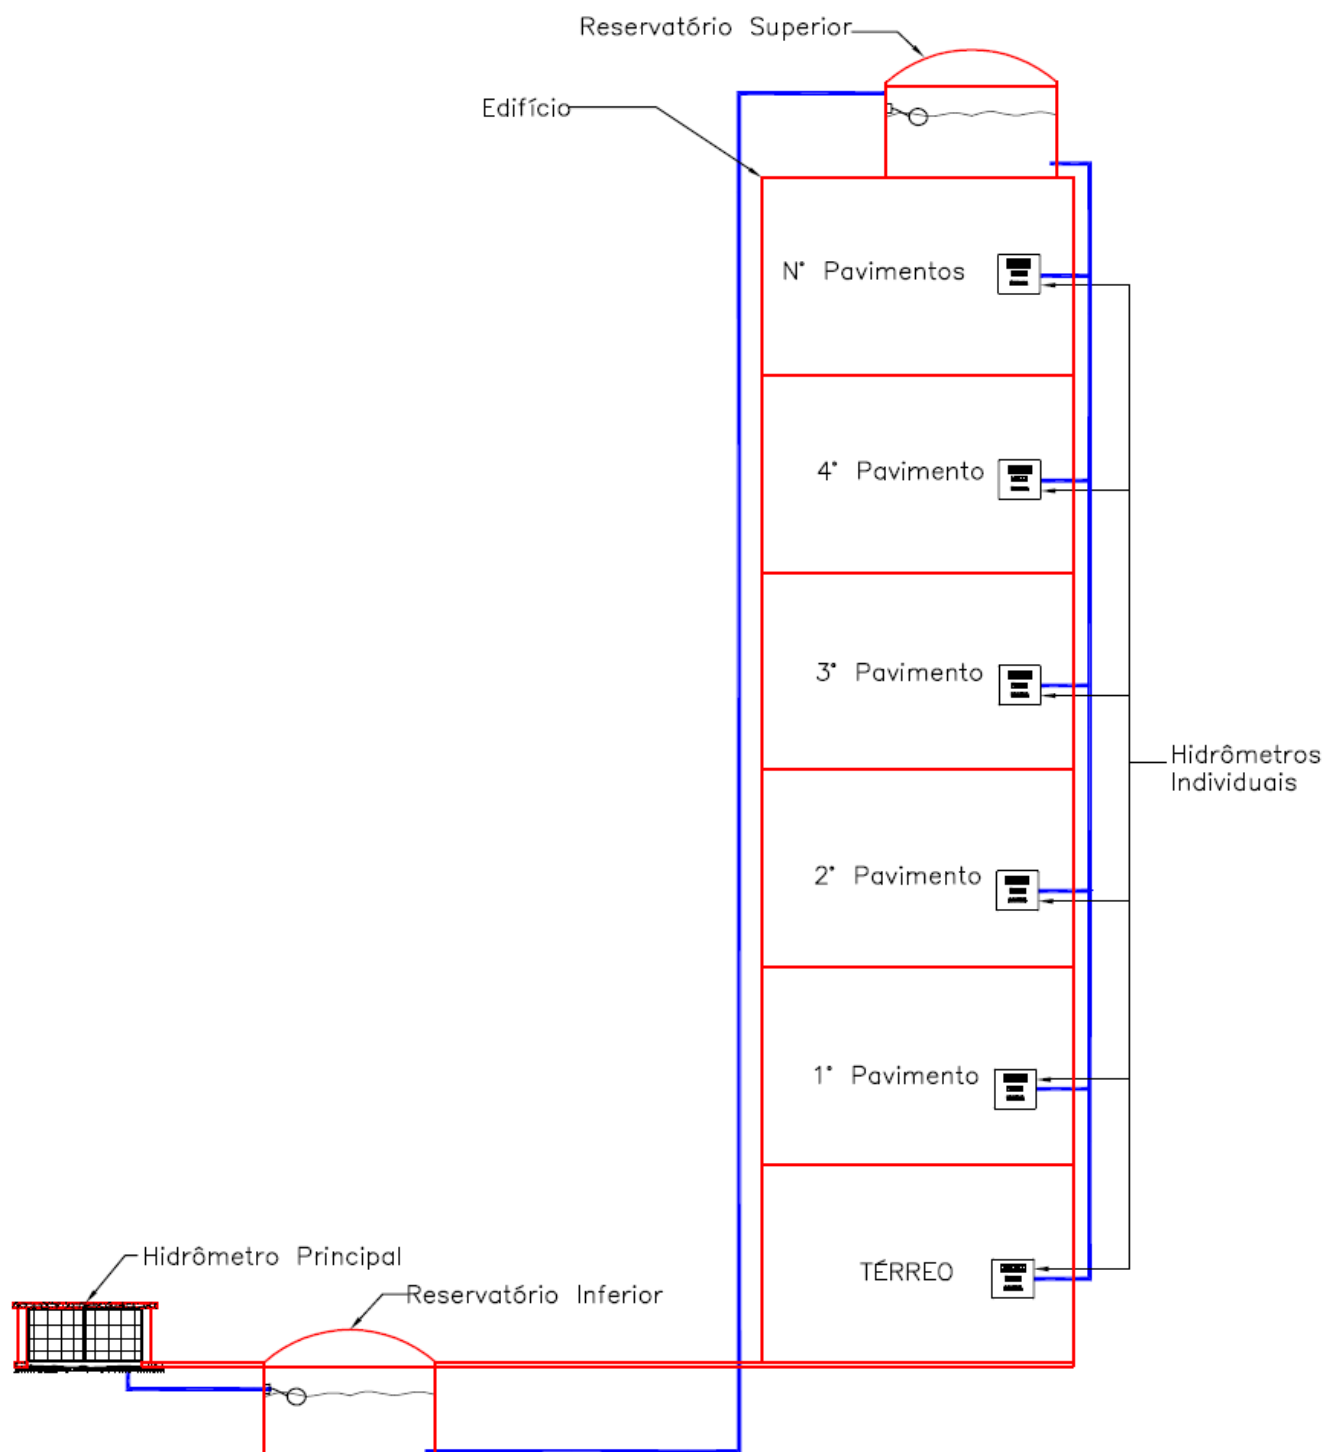 Reservatório Superior
Edifício
N° Pavimentos
4° Pavimento
3° Pavimento
Hidrômetros
Individuais
2° Pavimento
1° Pavimento
Hidrômetro Principal
TÉRREO
Reservatório Inferior